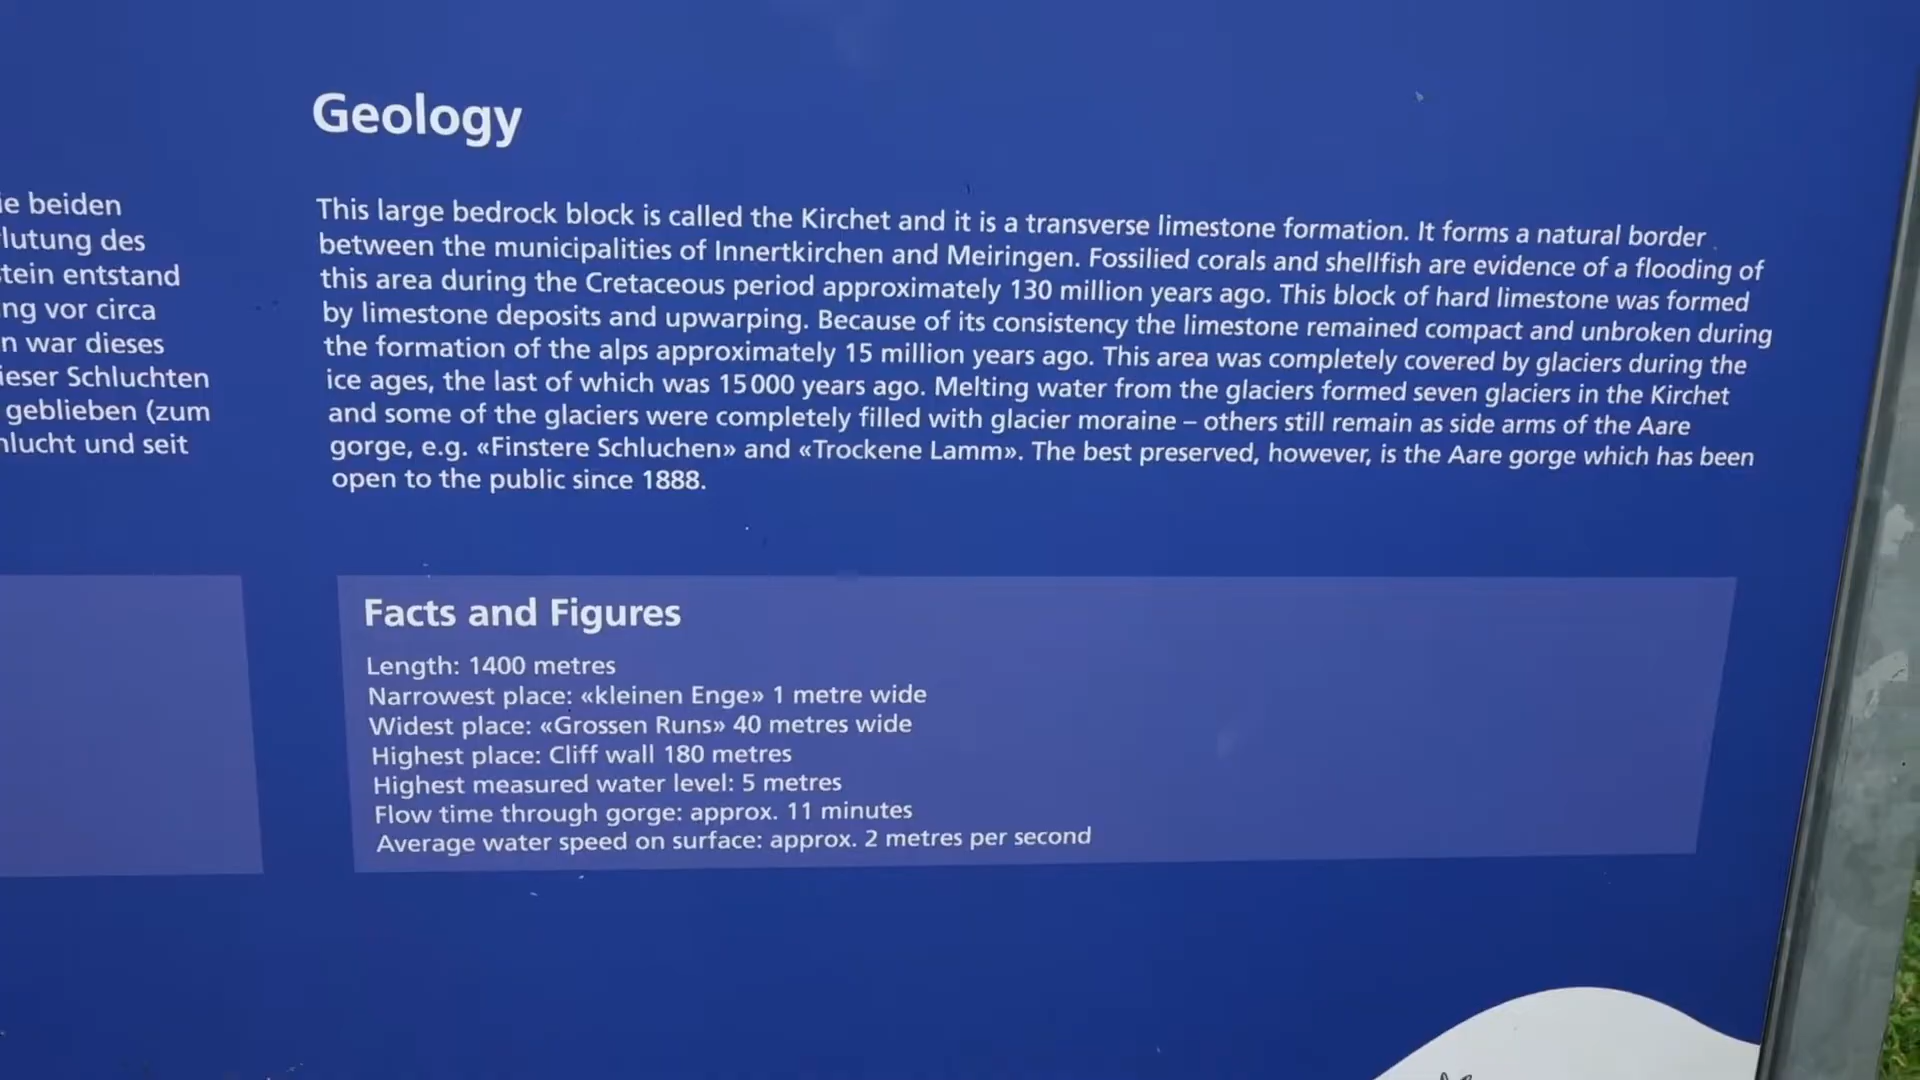 ie beiden
lutung des
tein entstand
ng vor circa
n war dieses
ieser Schluchten
geblieben (zum
hlucht und seit
Geology
This large bedrock block is called the Kirchet and it is a transverse limestone formation. It forms a natural border
between the municipalities of Innertkirchen and Meiringen. Fossilied corals and shellfish are evidence of a flooding of
this area during the Cretaceous period approximately 130 million years ago. This block of hard limestone was formed
by limestone deposits and upwarping. Because of its consistency the limestone remained compact and unbroken during
the formation of the alps approximately 15 million years ago. This area was completely covered by glaciers during the
ice ages, the last of which was 15 000 years ago. Melting water from the glaciers formed seven glaciers in the Kirchet
and some of the glaciers were completely filled with glacier moraine – others still remain as side arms of the Aare
gorge, e.g. «Finstere Schluchen» and «Trockene Lamm». The best preserved, however, is the Aare gorge which has been
open to the public since 1888.
Facts and Figures
Length: 1400 metres
Narrowest place: «kleinen Enge» 1 metre wide
Widest place: «Grossen Runs» 40 metres wide
Highest place: Cliff wall 180 metres
Highest measured water level: 5 metres
Flow time through gorge: approx. 11 minutes
Average water speed on surface: approx. 2 metres per second